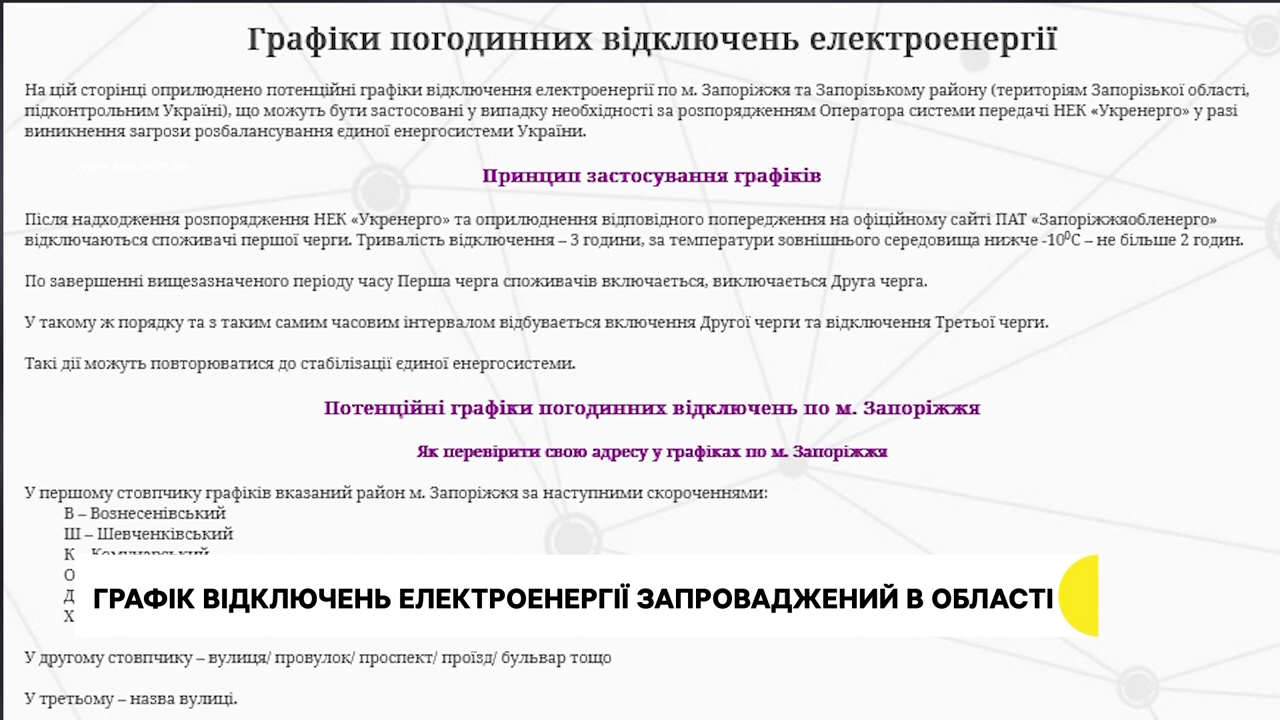 Графіки погодинних відключень електроенергії
На цій сторінці оприлюднено потенційні графіки відключення електроенергії по м. Запоріжжя та Запорізькому району (територіям Запорізької області,
підконтрольним Україні), що можуть бути застосовані у випадку необхідності за розпорядженням Оператора системи передачі НЕК «Укренерго» у разі
виникнення загрози розбалансування єдиної енергосистеми України.
Принцип застосування графіків
Після надходження розпорядження НЕК «Укренерго» та оприлюднення відповідного попередження на офіційному сайті ПАТ «Запоріжжяобленерго»
відключаються споживачі першої черги. Тривалість відключення – 3 години, за температури зовнішнього середовища нижче -10⁰С – не більше 2 годин.
По завершенні вищезазначеного періоду часу Перша черга споживачів включається, виключається Друга черга.
У такому ж порядку та з таким самим часовим інтервалом відбувається включення Другої черги та відключення Третьої черги.
Такі дії можуть повторюватися до стабілізації єдиної енергосистеми.
Потенційні графіки погодинних відключень по м. Запоріжжя
Як перевірити свою адресу у графіках по м. Запоріжжя
У першому стовпчику графіків вказаний район м. Запоріжжя за наступними скороченнями:
В – Вознесенівський
Ш – Шевченківський
К – Комунарський
О
Д
Х
ГРАФІК ВІДКЛЮЧЕНЬ ЕЛЕКТРОЕНЕРГІЇ ЗАПРОВАДЖЕНИЙ В ОБЛАСТІ
У другому стовпчику – вулиця/ провулок/ проспект/ проїзд/ бульвар тощо
У третьому – назва вулиці.